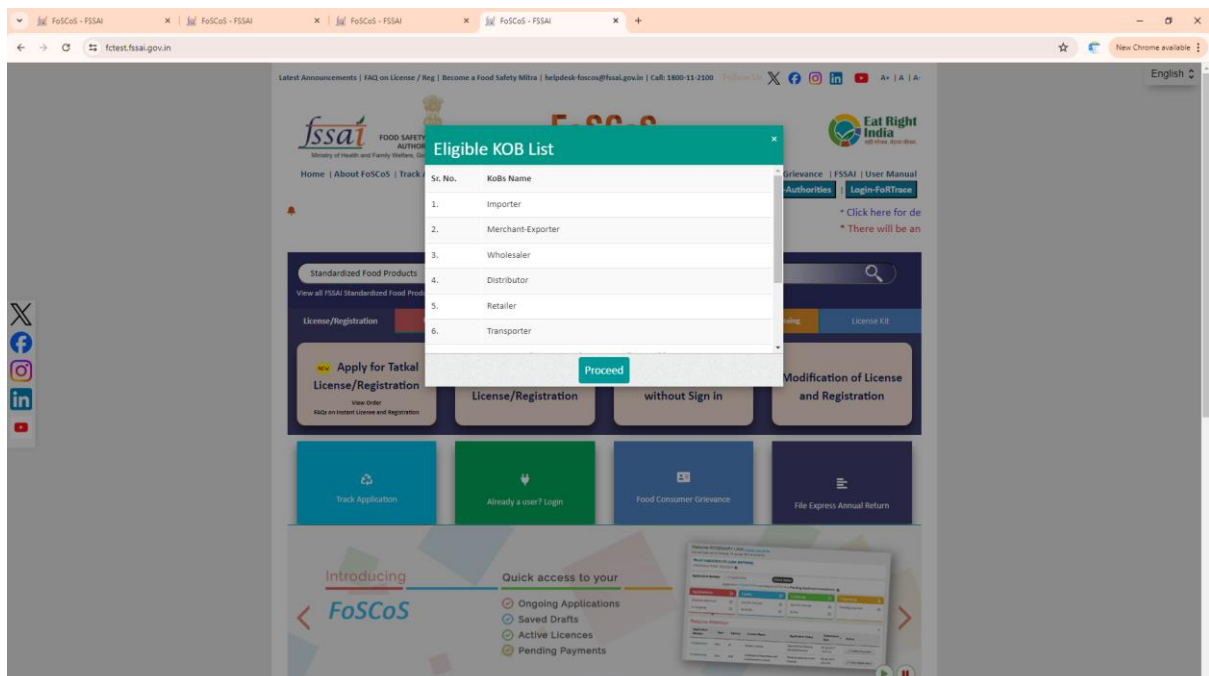 FoSCoS - FSSAI
FoSCoS - FSSAI
FoSCoS - FSSAI
FoSCoS - FSSAI
fctest.fssai.gov.in
New Chrome available
English
Latest Announcements | FAQ on License / Reg | Become a Food Safety Mitra | helpdesk-foscos@fssai.gov.in | Call: 1800-11-2100 Follow Us A+ | A | A-
fssai
FOOD SAFETY
AUTHOR
Eat Right
India
Home | About FoSCoS | Track
Grievance | FSSAI | User Manual
-Authorities | Login-FoRTrace
* Click here for de
* There will be an
Eligible KOB List
×
Sr. No. KoBs Name
1. Importer
2. Merchant-Exporter
3. Wholesaler
4. Distributor
5. Retailer
6. Transporter
Proceed
Standardized Food Products
View all FSSAI Standardized Food Prod
License/Registration
License Kit
NEW Apply for Tatkal
License/Registration
View Order
FAQs on Instant License and Registration
License/Registration
without Sign in
Modification of License
and Registration
Track Application
Already a user? Login
Food Consumer Grievance
File Express Annual Return
Introducing
FoSCoS
Quick access to your
Ongoing Applications
Saved Drafts
Active Licences
Pending Payments